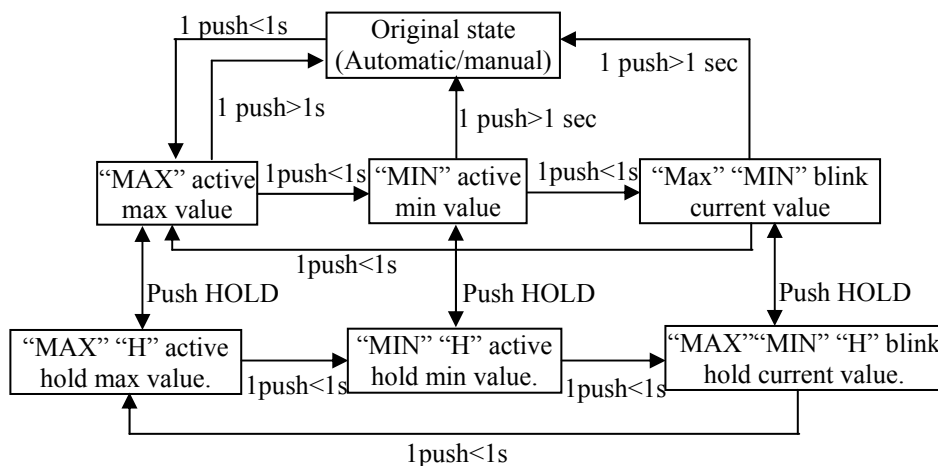 1 push<1s
Original state
(Automatic/manual)
1 push>1 sec
1 push>1s
1 push>1 sec
“MAX” active
max value
1push<1s
“MIN” active
min value
1push<1s
“Max” “MIN” blink
current value
1push<1s
Push HOLD
Push HOLD
Push HOLD
“MAX” “H” active
hold max value.
1push<1s
“MIN” “H” active
hold min value.
1push<1s
“MAX”“MIN” “H” blink
hold current value.
1push<1s